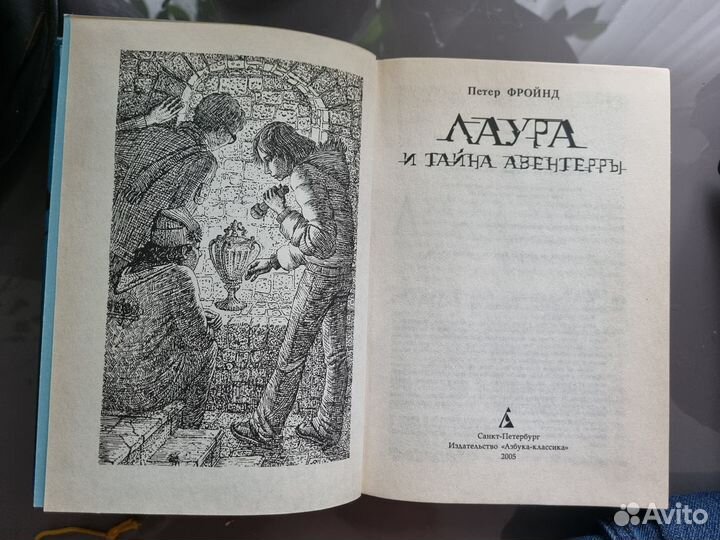 Петер ФРОЙНД
ЛАУРА
И ТАЙНА АВЕНТЕРРЫ
Санкт-Петербург
Издательство «Азбука-классика»
2005
Avito